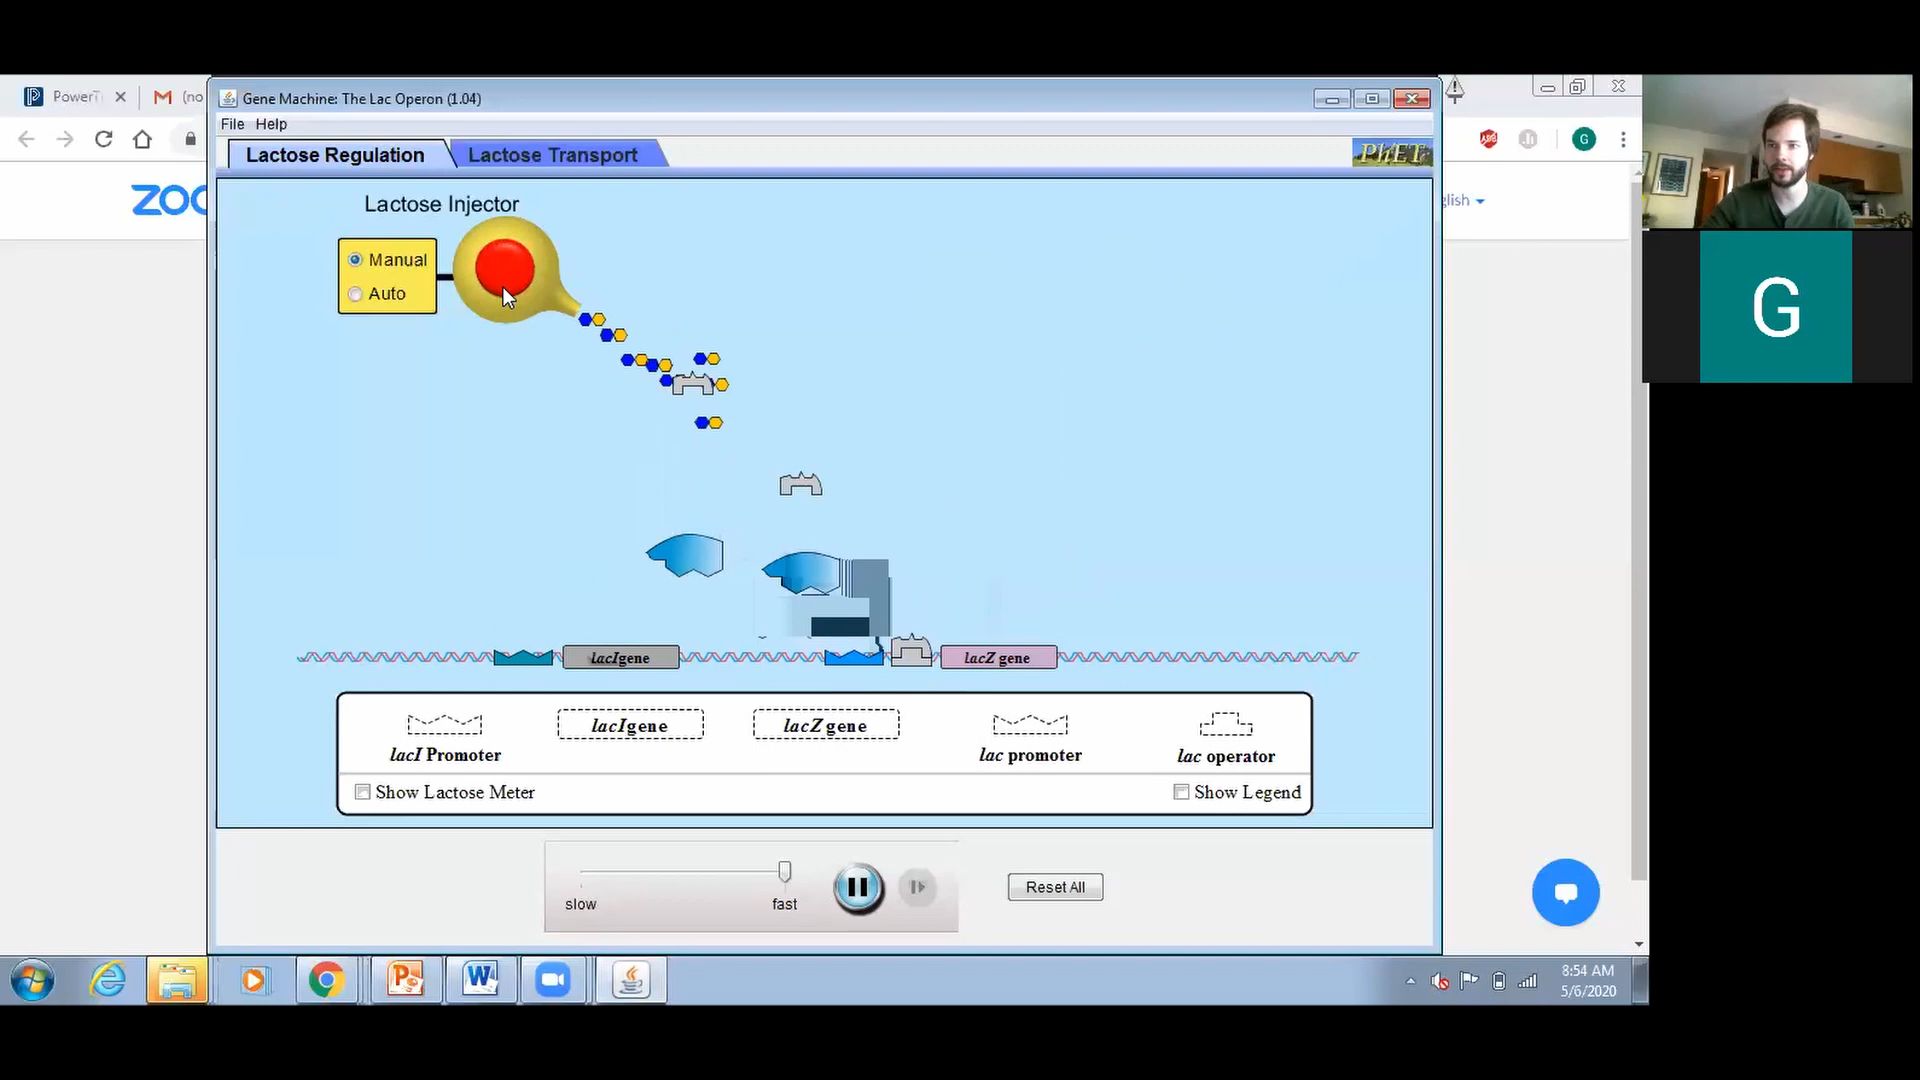 PowerT
(no
Gene Machine: The Lac Operon (1.04)
File Help
Lactose Regulation
Lactose Transport
PhET
ABP
G
ZOO
glish
Lactose Injector
Manual
Auto
G
lacI gene
lacZ gene
lacI gene
lacZ gene
lacI Promoter
lac promoter
lac operator
Show Lactose Meter
Show Legend
slow
fast
Reset All
8:54 AM
5/6/2020